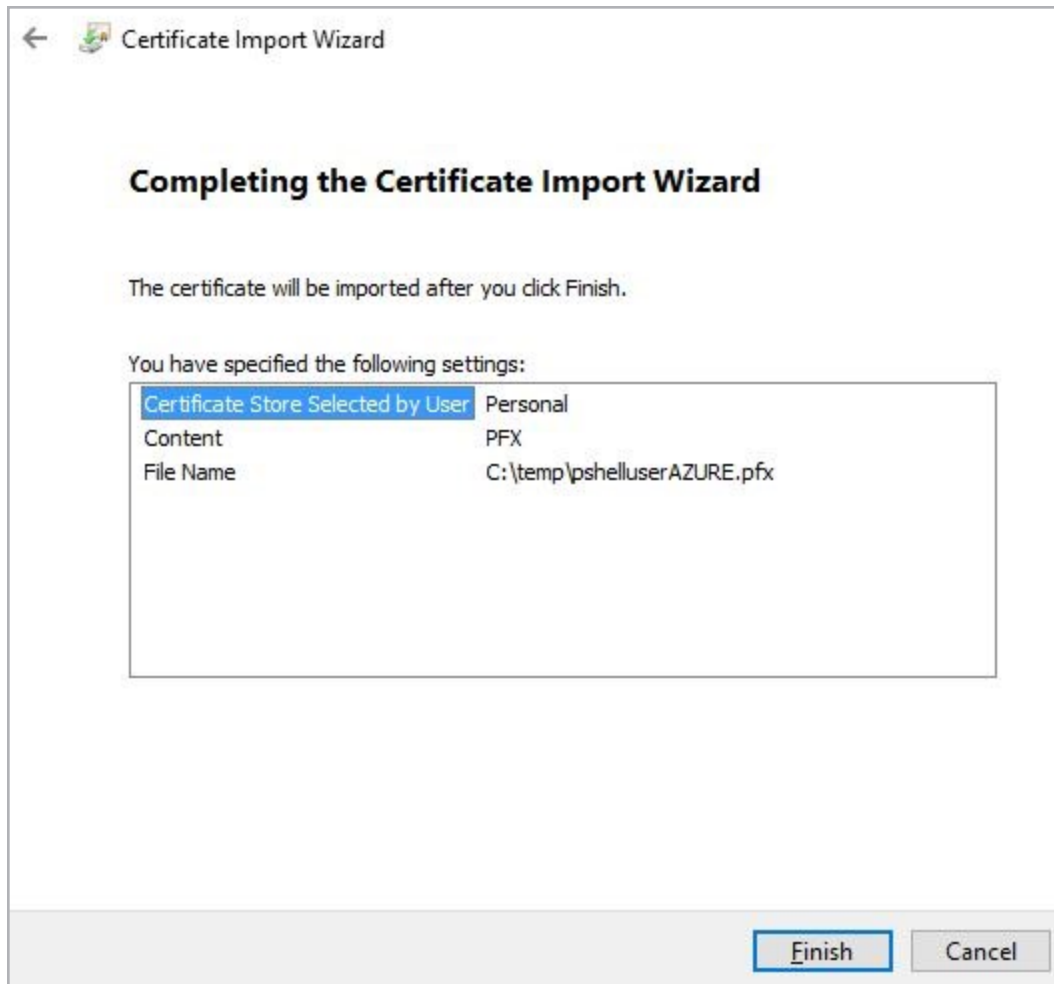 Certificate Import Wizard
Completing the Certificate Import Wizard
The certificate will be imported after you click Finish.
You have specified the following settings:
Certificate Store Selected by User Personal
Content PFX
File Name C:\temp\pshelluserAZURE.pfx
Finish Cancel